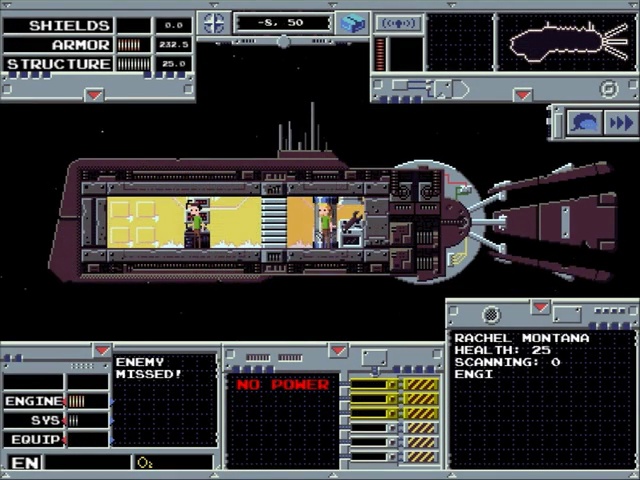 SHIELDS 0.0
ARMOR 232.5
STRUCTURE 25.0
-8, 50
ENEMY
MISSED!
ENGINE
SYS
EQUIP
EN
O2
NO POWER
RACHEL MONTANA
HEALTH: 25
SCANNING: 0
ENGI